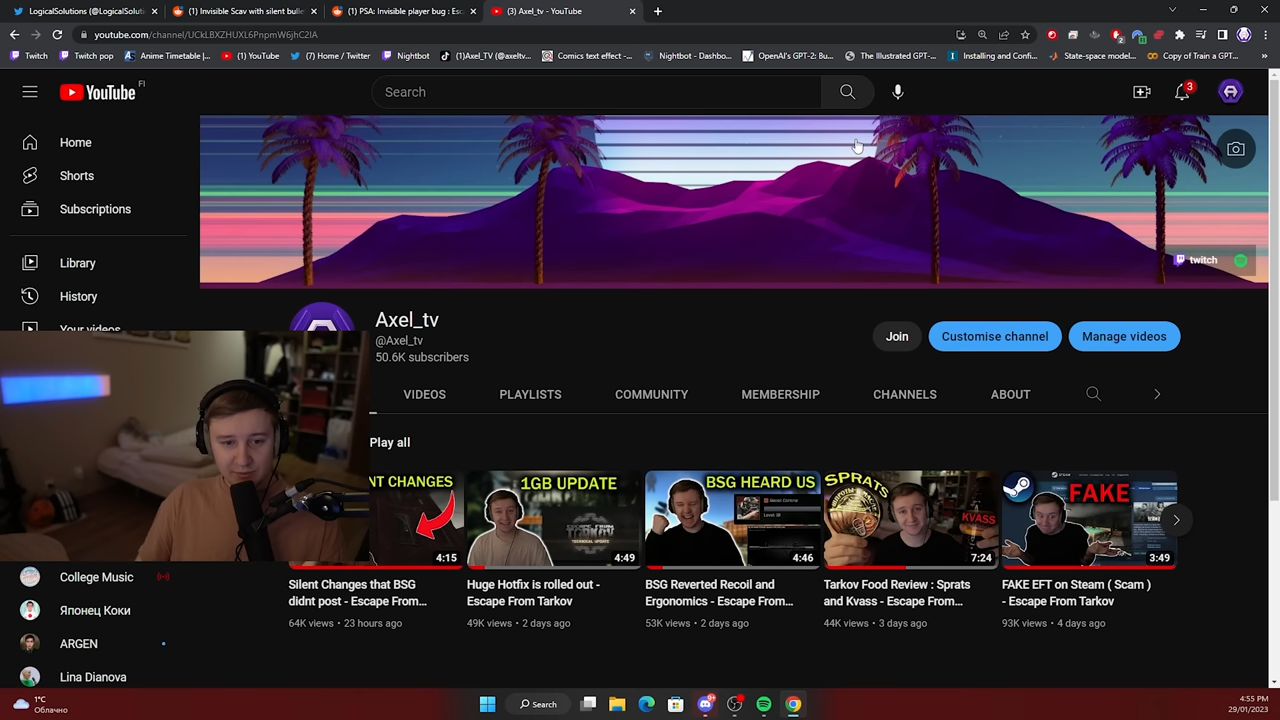 LogicalSolutions (@LogicalSoluti
(1) Invisible Scav with silent bulle
(1) PSA: Invisible player bug : Esc
(3) Axel_tv - YouTube
youtube.com/channel/UCkLBXZHUXL6PnpmW6jhC2lA
Twitch
Twitch pop
Anime Timetable |...
(1) YouTube
(7) Home / Twitter
Nightbot
(1)Axel_TV (@axeltv...
Comics text effect -...
Nightbot - Dashbo...
OpenAI's GPT-2: Bu...
The Illustrated GPT-...
Installing and Confi...
State-space model...
Copy of Train a GPT...
YouTube FI
Search
3
Home
Shorts
Subscriptions
Library
History
Your videos
twitch
Axel_tv
@Axel_tv
50.6K subscribers
Join
Customise channel
Manage videos
VIDEOS
PLAYLISTS
COMMUNITY
MEMBERSHIP
CHANNELS
ABOUT
Play all
NT CHANGES
4:15
1GB UPDATE
ESCAPE FROM
TARKOV
TECHNICAL UPDATE
4:49
BSG HEARD US
4:46
SPRATS
KVASS
7:24
FAKE
3:49
Silent Changes that BSG
didnt post - Escape From...
64K views • 23 hours ago
Huge Hotfix is rolled out -
Escape From Tarkov
49K views • 2 days ago
BSG Reverted Recoil and
Ergonomics - Escape From...
53K views • 2 days ago
Tarkov Food Review : Sprats
and Kvass - Escape From...
44K views • 3 days ago
FAKE EFT on Steam ( Scam )
- Escape From Tarkov
93K views • 4 days ago
College Music
Японец Коки
ARGEN
Lina Dianova
1°C
Облачно
Search
4:55 PM
29/01/2023